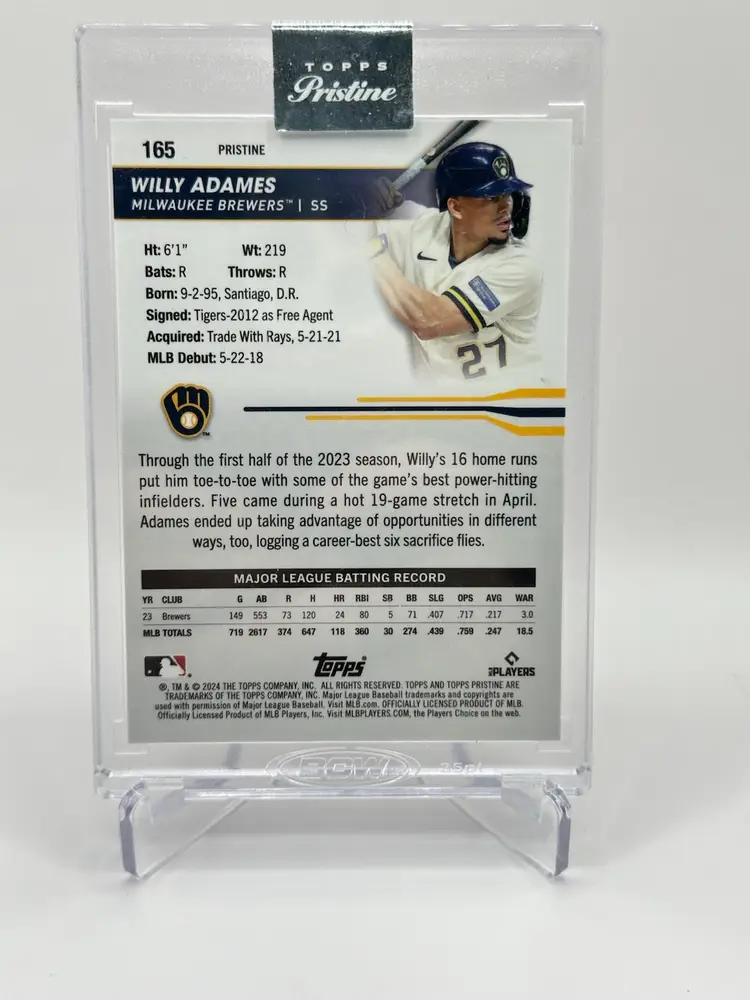 TOPPS
Pristine
165 PRISTINE
WILLY ADAMES
MILWAUKEE BREWERS™ | SS
Ht: 6'1" Wt: 219
Bats: R Throws: R
Born: 9-2-95, Santiago, D.R.
Signed: Tigers-2012 as Free Agent
Acquired: Trade With Rays, 5-21-21
MLB Debut: 5-22-18
27
TM
Through the first half of the 2023 season, Willy's 16 home runs
put him toe-to-toe with some of the game's best power-hitting
infielders. Five came during a hot 19-game stretch in April.
Adames ended up taking advantage of opportunities in different
ways, too, logging a career-best six sacrifice flies.
MAJOR LEAGUE BATTING RECORD
YR CLUB G AB R H HR RBI SB BB SLG OPS AVG WAR
23 Brewers 149 553 73 120 24 80 5 71 .407 .717 .217 3.0
MLB TOTALS 719 2617 374 647 118 360 30 274 .439 .759 .247 18.5
Topps
MLB PLAYERS
®, TM & © 2024 THE TOPPS COMPANY, INC. ALL RIGHTS RESERVED. TOPPS AND TOPPS PRISTINE ARE
TRADEMARKS OF THE TOPPS COMPANY, INC. Major League Baseball trademarks and copyrights are
used with permission of Major League Baseball. Visit MLB.com. OFFICIALLY LICENSED PRODUCT OF MLB.
Officially Licensed Product of MLB Players, Inc. Visit MLBPLAYERS.COM, the Players Choice on the web.
BCW 35pt